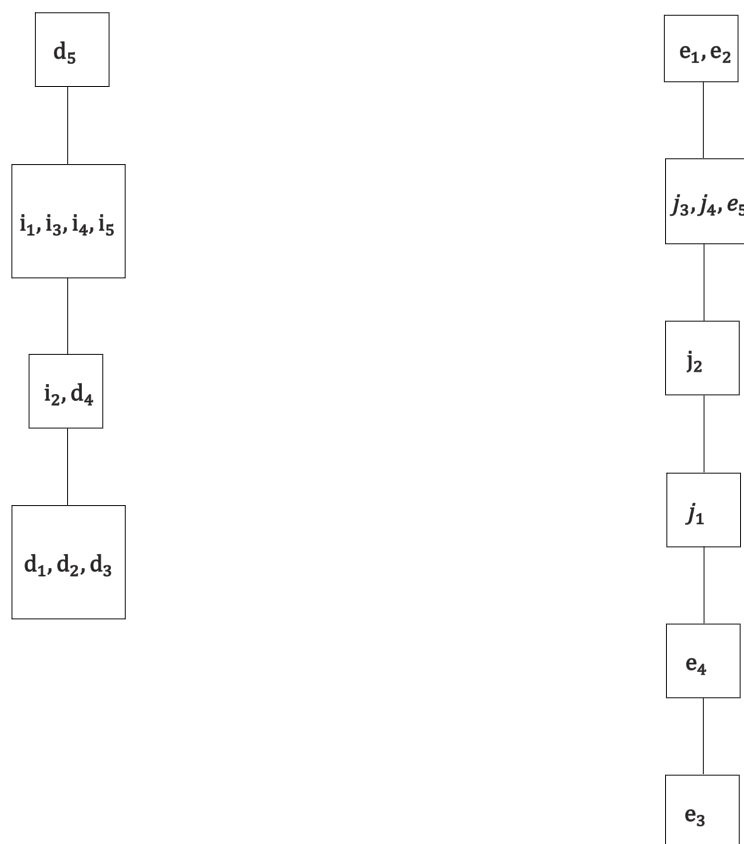 d₅
e₁, e₂
i₁, i₃, i₄, i₅
j₃, j₄, e₅
i₂, d₄
j₂
j₁
d₁, d₂, d₃
e₄
e₃